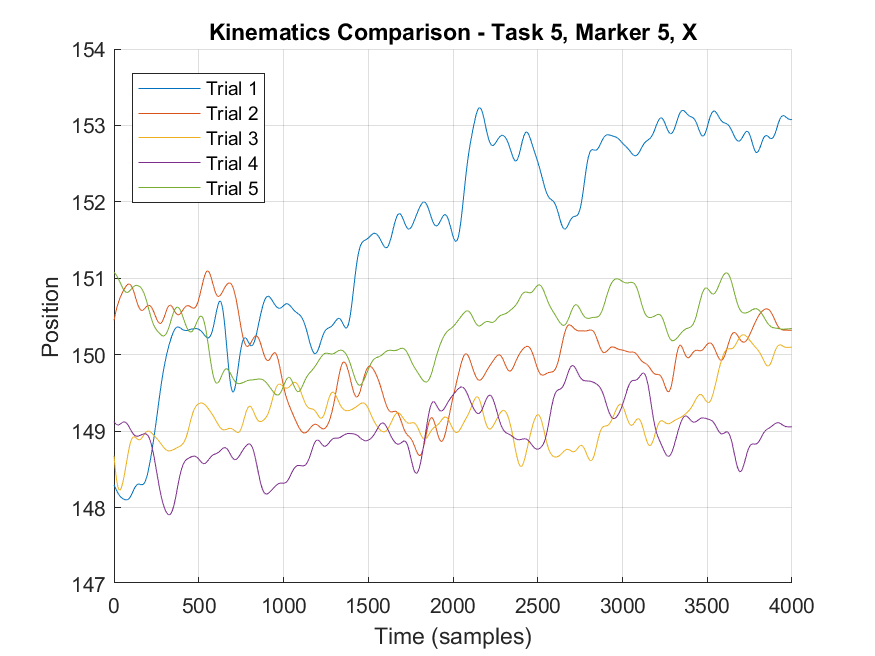 Kinematics Comparison - Task 5, Marker 5, X
154
153
152
151
150
149
148
147
Position
Trial 1
Trial 2
Trial 3
Trial 4
Trial 5
0 500 1000 1500 2000 2500 3000 3500 4000
Time (samples)